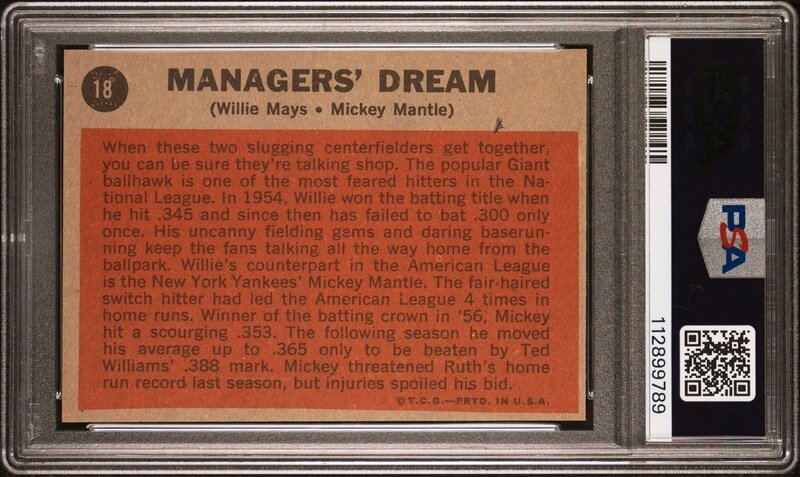 18
MANAGERS' DREAM
(Willie Mays • Mickey Mantle)
When these two slugging centerfielders get together,
you can be sure they're talking shop. The popular Giant
ballhawk is one of the most feared hitters in the Na-
tional League. In 1954, Willie won the batting title when
he hit .345 and since then has failed to bat .300 only
once. His uncanny fielding gems and daring baserun-
ning keep the fans talking all the way home from the
ballpark. Willie's counterpart in the American League
is the New York Yankees' Mickey Mantle. The fair-haired
switch hitter had led the American League 4 times in
home runs. Winner of the batting crown in '56, Mickey
hit a scourging .353. The following season he moved
his average up to .365 only to be beaten by Ted
Williams' .388 mark. Mickey threatened Ruth's home
run record last season, but injuries spoiled his bid.
©T.C.G.—PRTD. IN U.S.A.
PSA
PSA
112899789